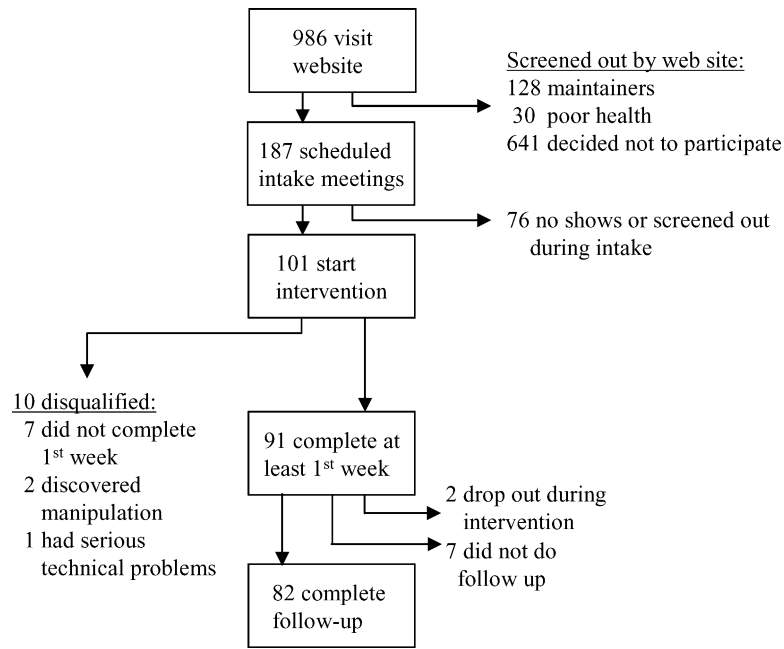 986 visit
website
Screened out by web site:
128 maintainers
30 poor health
641 decided not to participate
187 scheduled
intake meetings
76 no shows or screened out
during intake
101 start
intervention
10 disqualified:
7 did not complete
1st week
2 discovered
manipulation
1 had serious
technical problems
91 complete at
least 1st week
2 drop out during
intervention
7 did not do
follow up
82 complete
follow-up